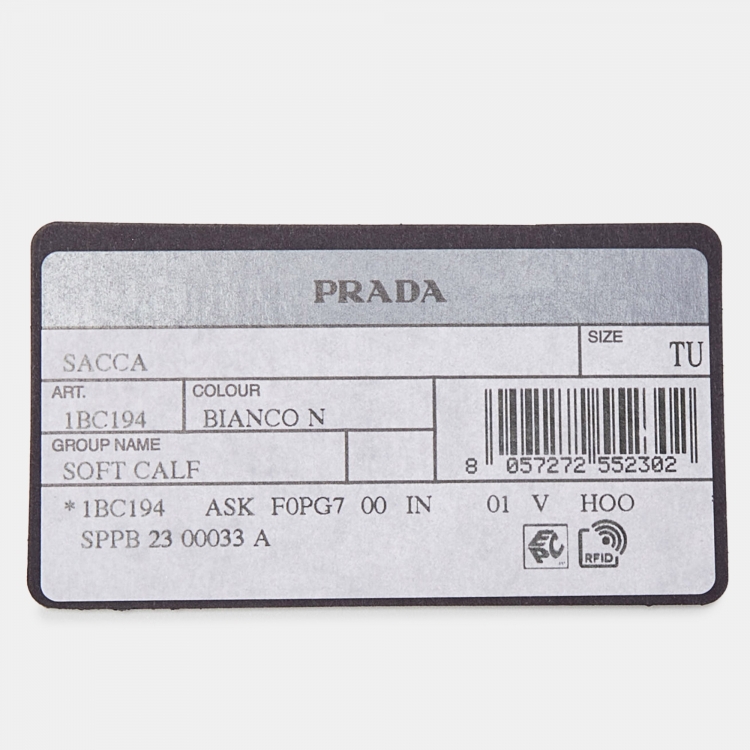 PRADA
SACCA
SIZE
TU
ART.
1BC194
COLOUR
BIANCO N
GROUP NAME
SOFT CALF
8 057272 552302
*1BC194 ASK F0PG7 00 IN 01 V HOO
SPPB 23 00033 A
EPC
RFID